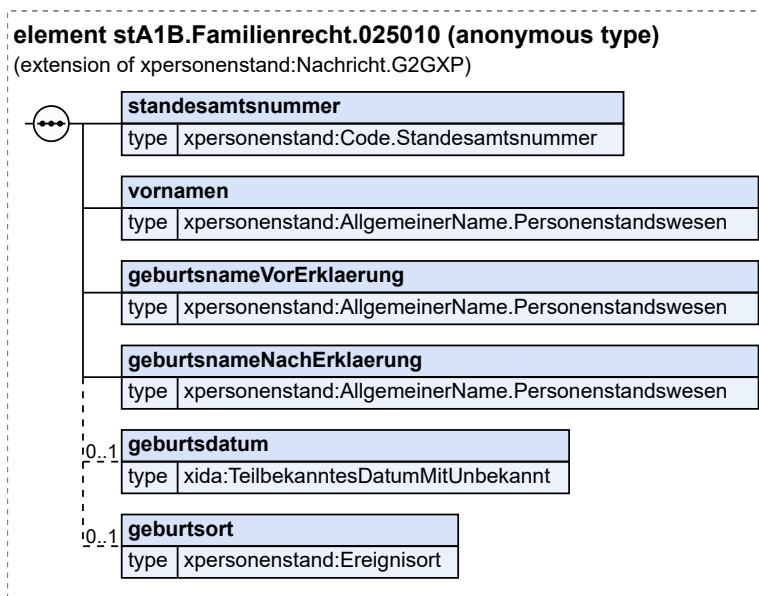 element stA1B.Familienrecht.025010 (anonymous type)
(extension of xpersonenstand:Nachricht.G2GXP)
standesamtsnummer
type xpersonenstand:Code.Standesamtsnummer
vornamen
type xpersonenstand:AllgemeinerName.Personenstandswesen
geburtsnameVorErklaerung
type xpersonenstand:AllgemeinerName.Personenstandswesen
geburtsnameNachErklaerung
type xpersonenstand:AllgemeinerName.Personenstandswesen
0..1 geburtsdatum
type xida:TeilbekanntesDatumMitUnbekannt
0..1 geburtsort
type xpersonenstand:Ereignisort